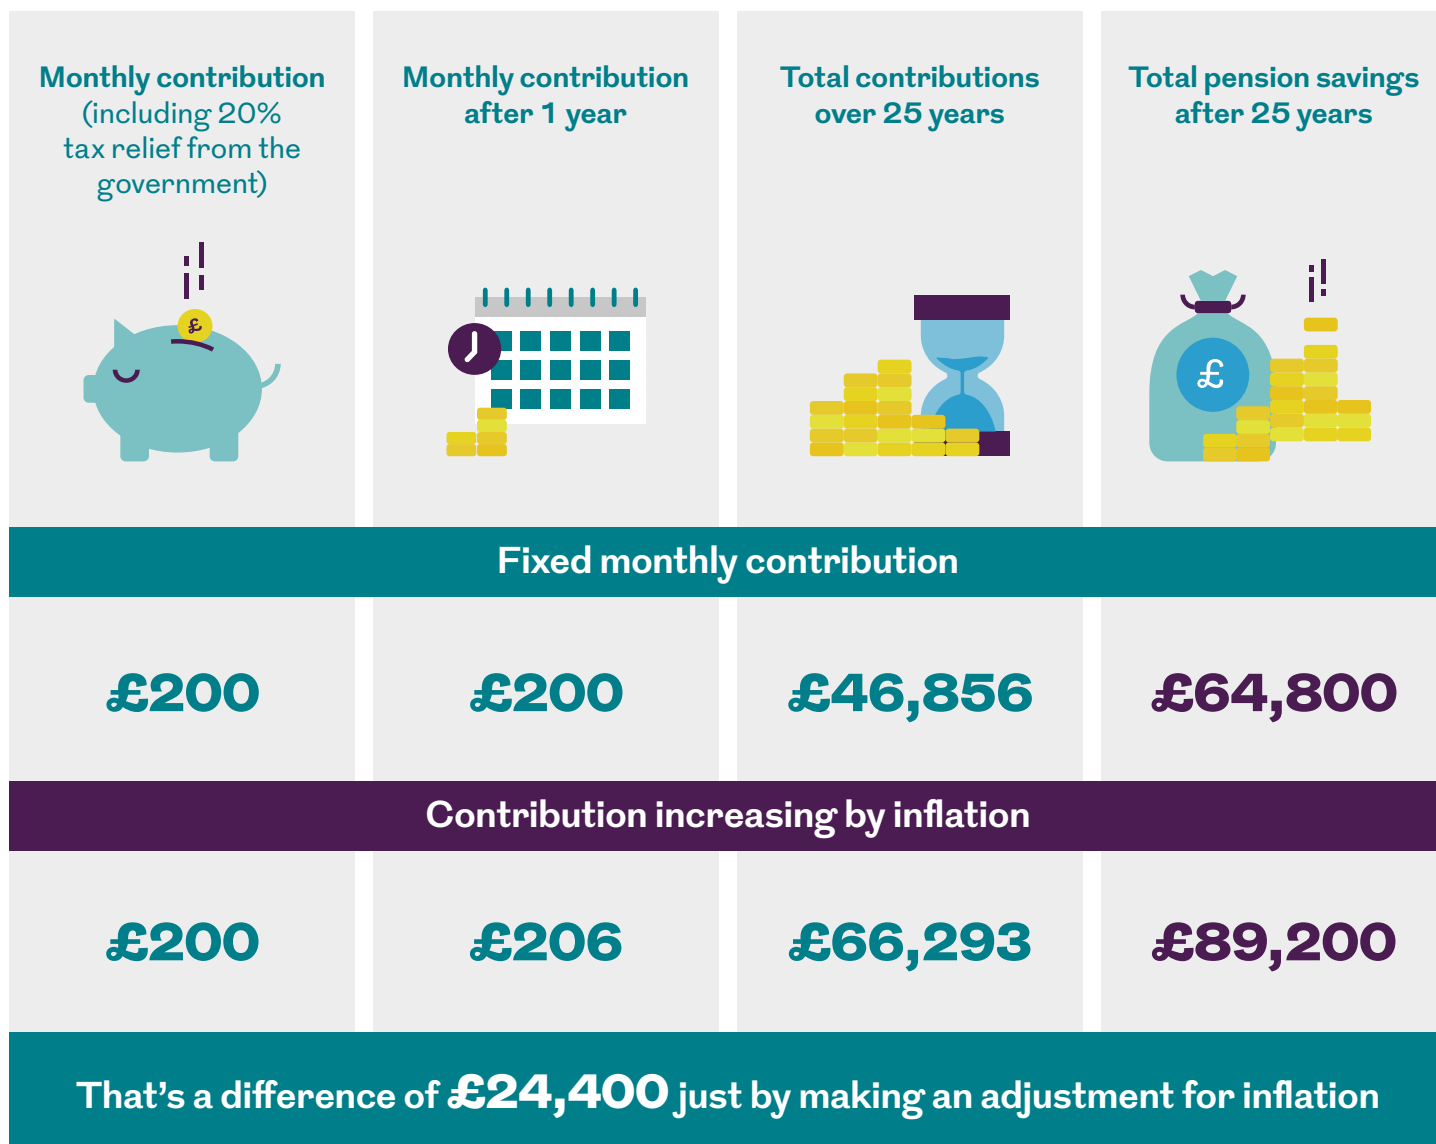 Monthly contribution
(including 20%
tax relief from the
government)
Monthly contribution
after 1 year
Total contributions
over 25 years
Total pension savings
after 25 years
£
£
Fixed monthly contribution
£200
£200
£46,856
£64,800
Contribution increasing by inflation
£200
£206
£66,293
£89,200
That’s a difference of £24,400 just by making an adjustment for inflation